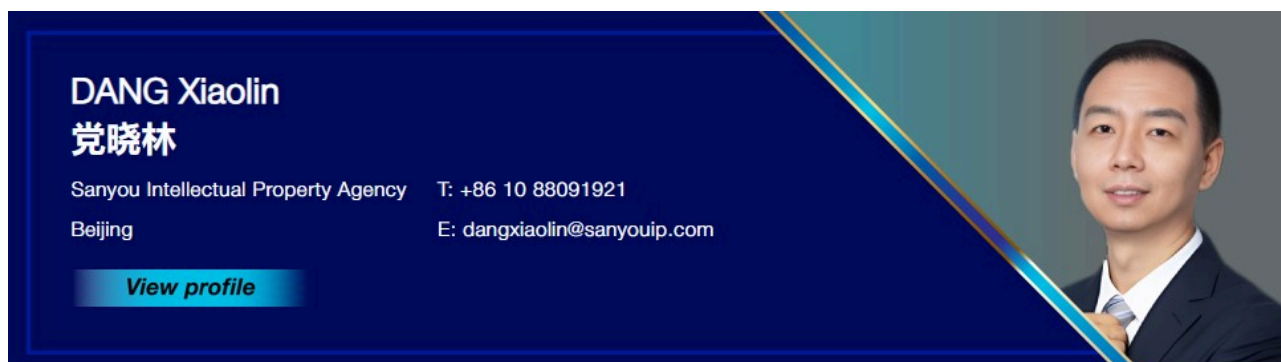 DANG Xiaolin
党晓林
Sanyou Intellectual Property Agency
T: +86 10 88091921
Beijing
E: dangxiaolin@sanyouip.com
View profile